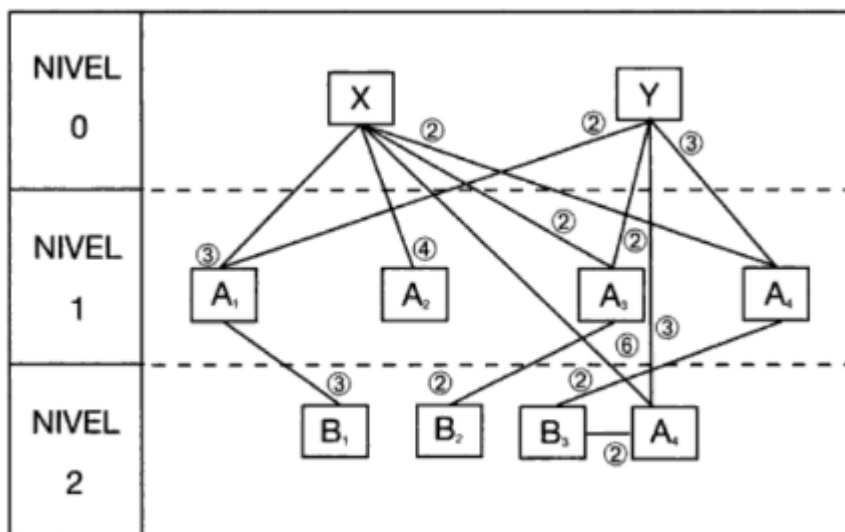 NIVEL
0
X
Y
②
②
③
NIVEL
1
③
④
②
②
A₁
A₂
A₃
A₄
③
⑥
NIVEL
2
③
②
②
B₁
B₂
B₃
A₄
②